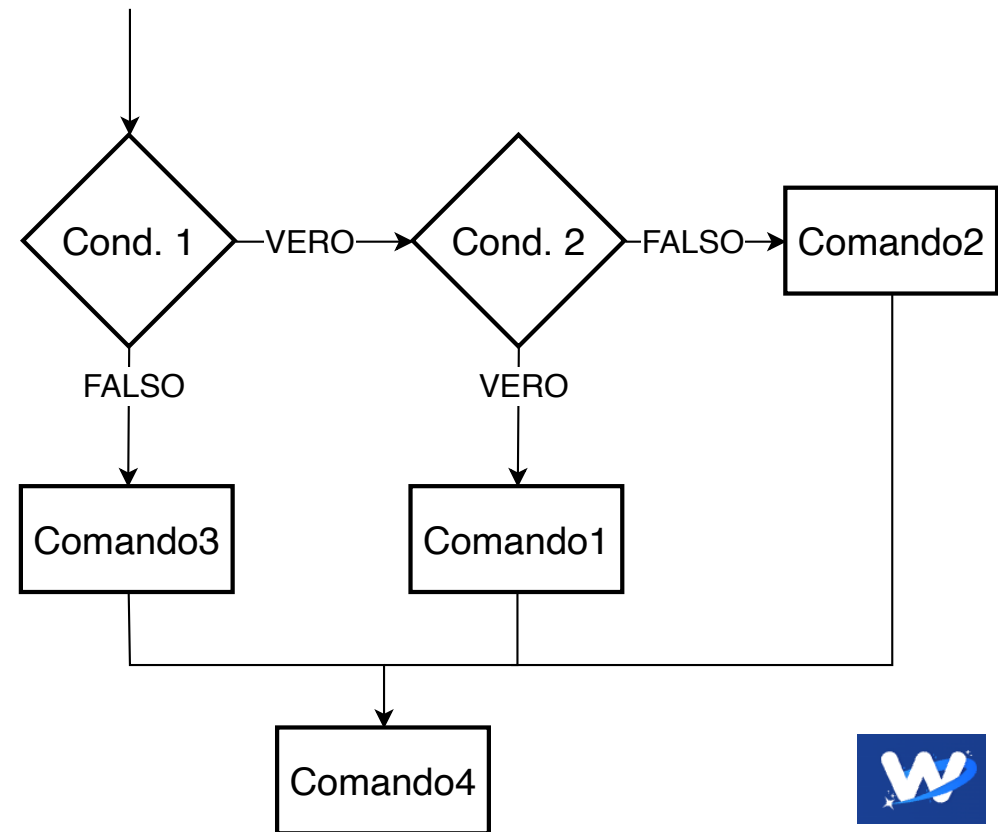 Cond. 1
VERO
Cond. 2
FALSO
Comando2
FALSO
VERO
Comando3
Comando1
Comando4
W